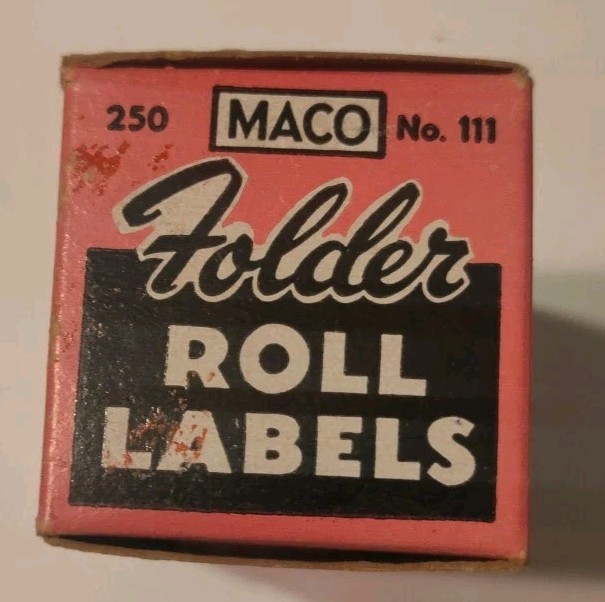 250 MACO No. 111
Folder
ROLL
LABELS